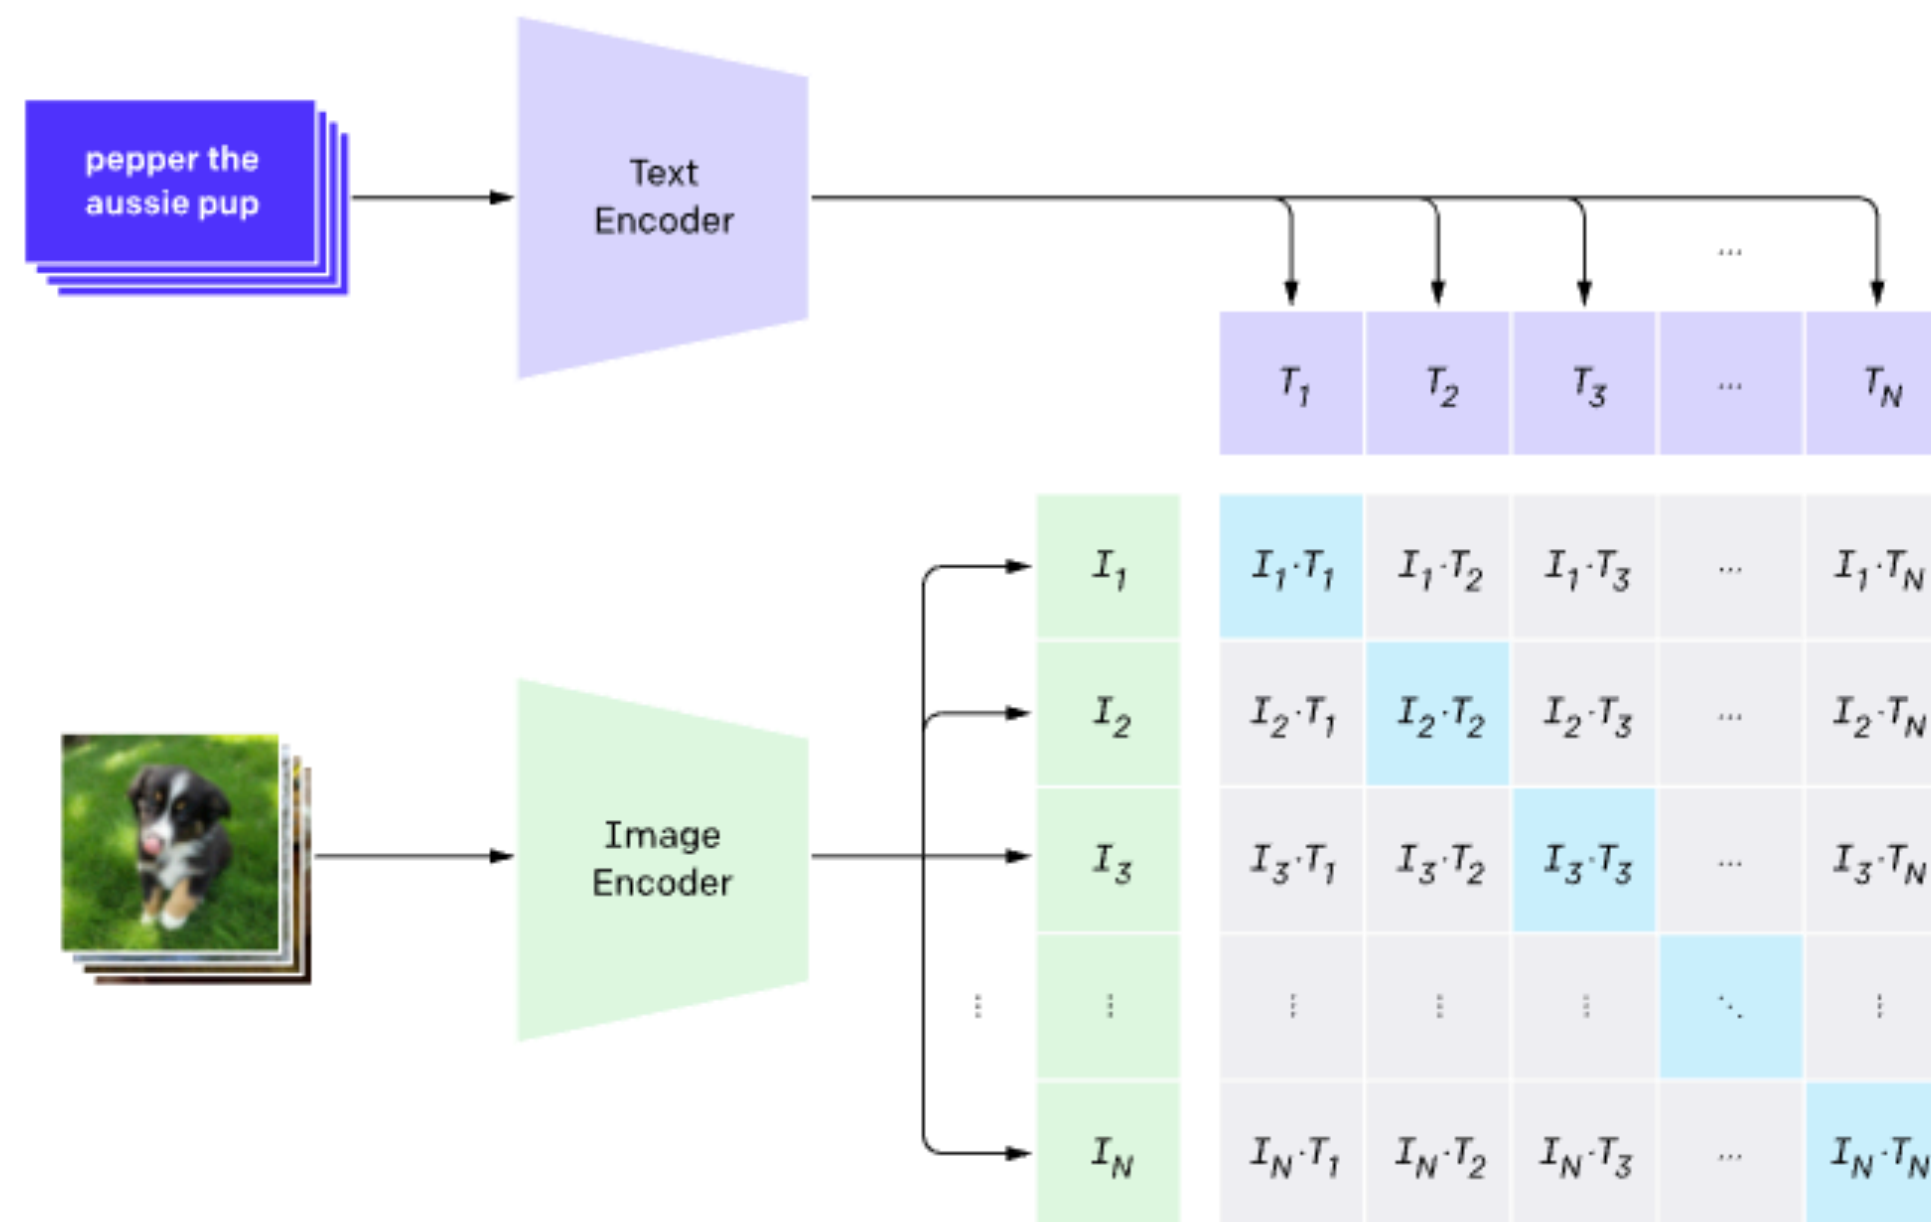 pepper the
aussie pup
Text
Encoder
...
T1 T2 T3 ... TN
I1 I1·T1 I1·T2 I1·T3 ... I1·TN
I2 I2·T1 I2·T2 I2·T3 ... I2·TN
Image
Encoder
I3 I3·T1 I3·T2 I3·T3 ... I3·TN
⋮ ⋮ ⋮ ⋮ ⋮ ⋱ ⋮
IN IN·T1 IN·T2 IN·T3 ... IN·TN